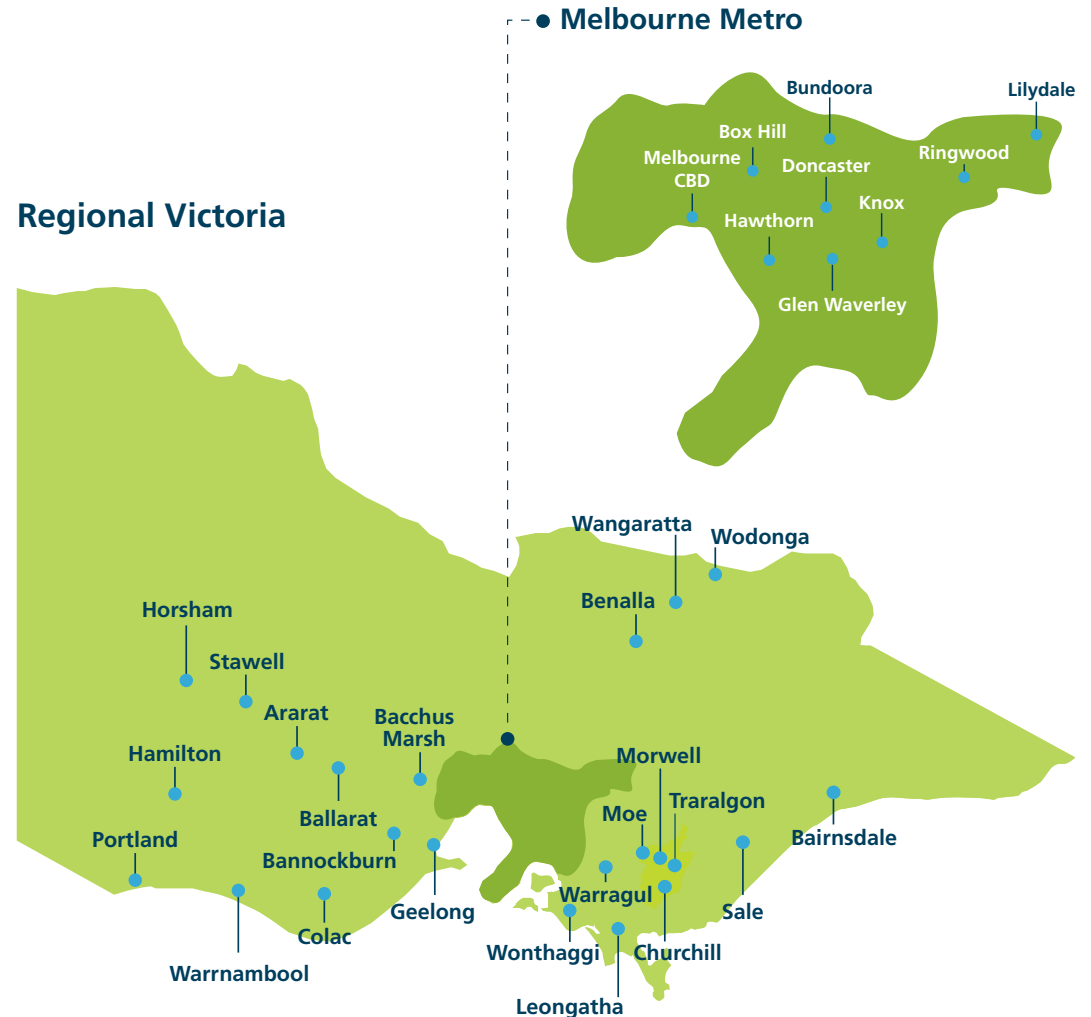 Melbourne Metro
Bundoora
Lilydale
Box Hill
Ringwood
Melbourne
CBD
Doncaster
Knox
Hawthorn
Glen Waverley
Regional Victoria
Wangaratta
Wodonga
Benalla
Horsham
Stawell
Ararat
Bacchus
Marsh
Hamilton
Morwell
Traralgon
Moe
Ballarat
Portland
Bannockburn
Bairnsdale
Warragul
Geelong
Sale
Colac
Wonthaggi
Churchill
Warrnambool
Leongatha